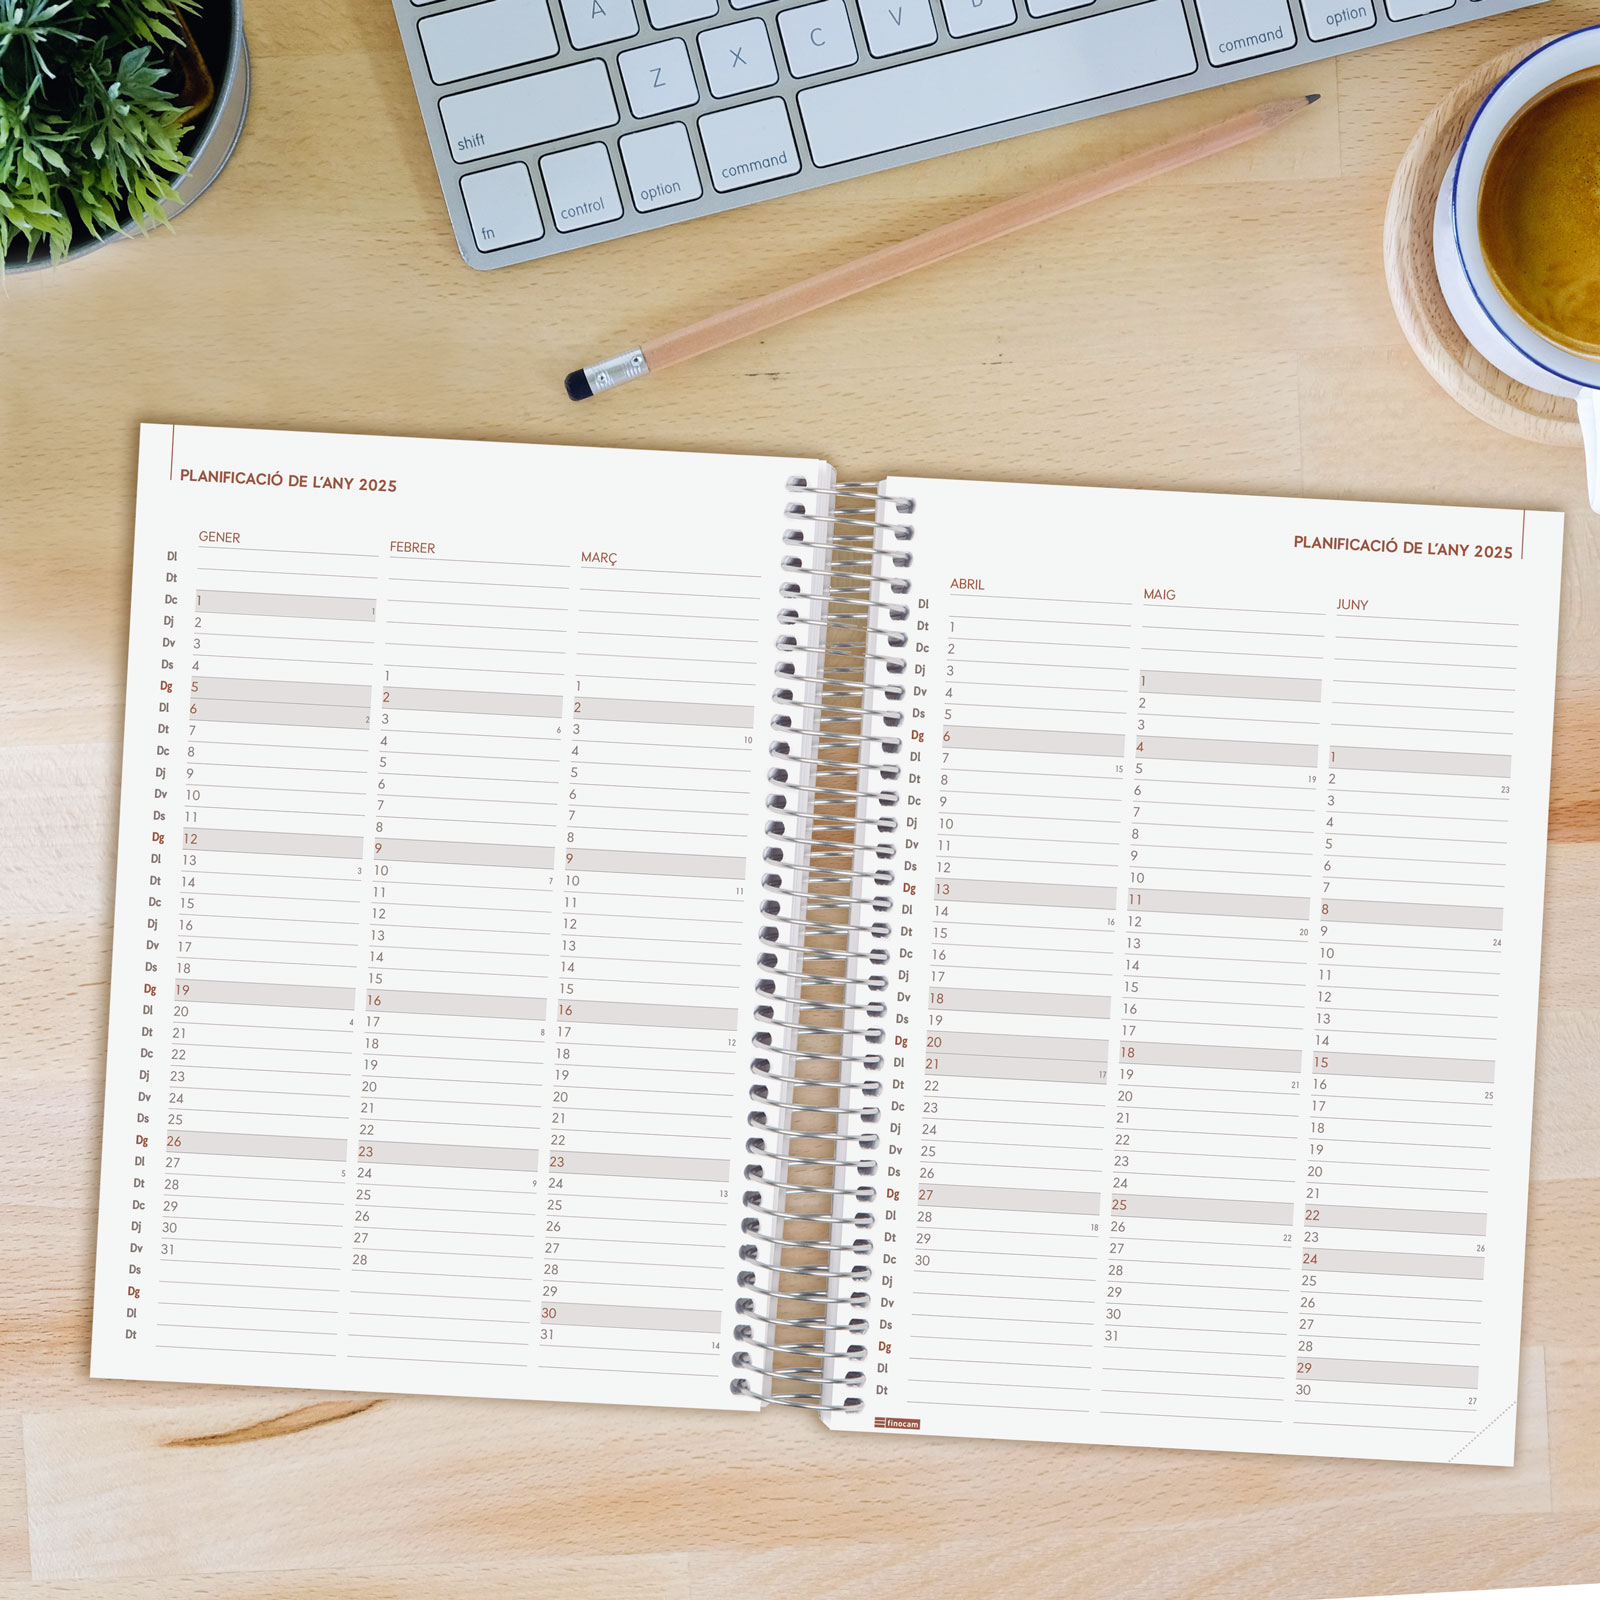 A
V
Z X C
command option
shift
fn control option command
PLANIFICACIÓ DE L'ANY 2025
GENER FEBRER MARÇ
Dl
Dt
Dc 1 1
Dj 2
Dv 3
Ds 4 1 1
Dg 5 2 2
Dl 6 2 3 6 3 10
Dt 7 4 4
Dc 8 5 5
Dj 9 6 6
Dv 10 7 7
Ds 11 8 8
Dg 12 9 9
Dl 13 3 10 7 10 11
Dt 14 11 11
Dc 15 12 12
Dj 16 13 13
Dv 17 14 14
Ds 18 15 15
Dg 19 16 16
Dl 20 4 17 8 17 12
Dt 21 18 18
Dc 22 19 19
Dj 23 20 20
Dv 24 21 21
Ds 25 22 22
Dg 26 23 23
Dl 27 5 24 9 24 13
Dt 28 25 25
Dc 29 26 26
Dj 30 27 27
Dv 31 28 28
Ds 29
Dg 30
Dl 31 14
Dt
PLANIFICACIÓ DE L'ANY 2025
ABRIL MAIG JUNY
Dl
Dt 1
Dc 2
Dj 3 1
Dv 4 2
Ds 5 3
Dg 6 4 1
Dl 7 15 5 19 2 23
Dt 8 6 3
Dc 9 7 4
Dj 10 8 5
Dv 11 9 6
Ds 12 10 7
Dg 13 11 8
Dl 14 16 12 20 9 24
Dt 15 13 10
Dc 16 14 11
Dj 17 15 12
Dv 18 16 13
Ds 19 17 14
Dg 20 18 15
Dl 21 17 19 21 16 25
Dt 22 20 17
Dc 23 21 18
Dj 24 22 19
Dv 25 23 20
Ds 26 24 21
Dg 27 25 22
Dl 28 18 26 22 23 26
Dt 29 27 24
Dc 30 28 25
Dj 29 26
Dv 30 27
Ds 31 28
Dg 29
Dl 30 27
Dt
finocam